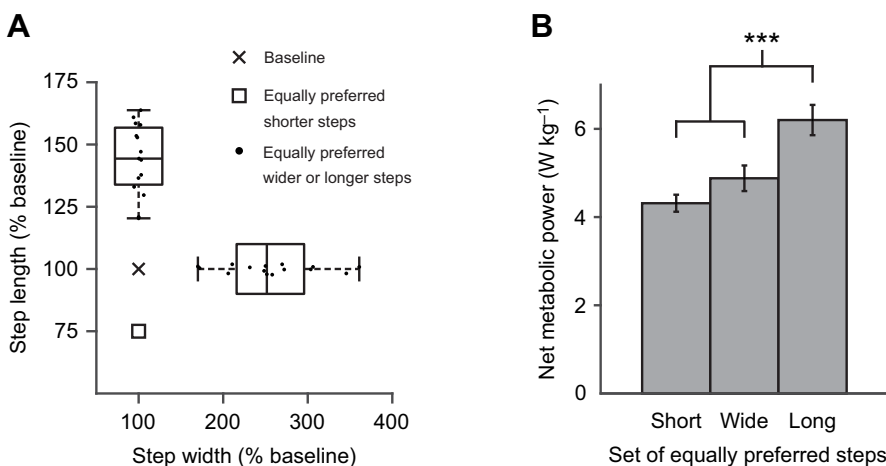 A
175
150
125
100
75
Step length (% baseline)
100 200 300 400
Step width (% baseline)
Baseline
Equally preferred
shorter steps
Equally preferred
wider or longer steps
B
***
6
4
2
0
Net metabolic power (W kg⁻¹)
Short Wide Long
Set of equally preferred steps